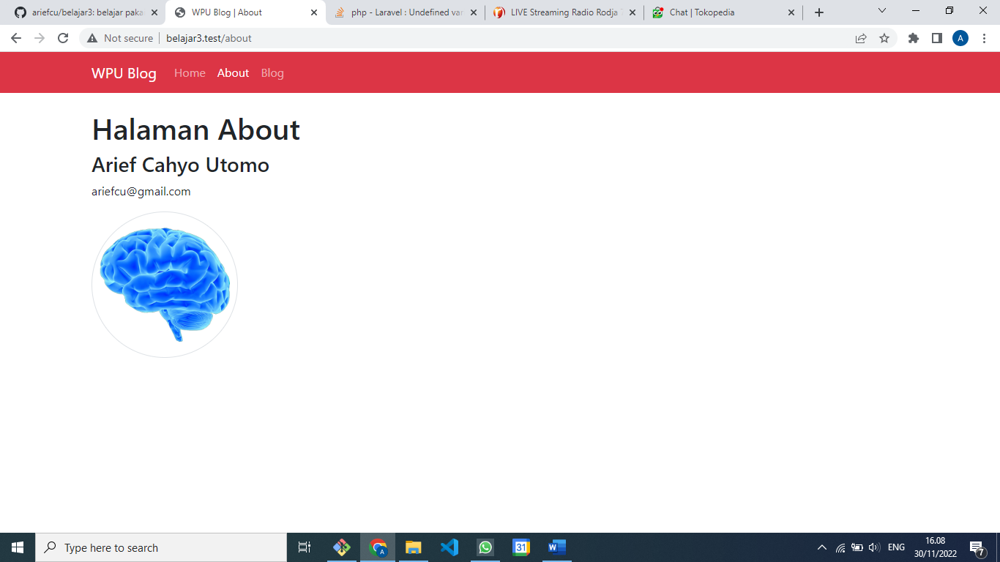 ariefcu/belajar3: belajar paka
WPU Blog | About
php - Laravel : Undefined var
LIVE Streaming Radio Rodja 7
Chat | Tokopedia
Not secure
belajar3.test/about
A
WPU Blog
Home
About
Blog
Halaman About
Arief Cahyo Utomo
ariefcu@gmail.com
Type here to search
A
31
W
ENG
16.08
30/11/2022
7